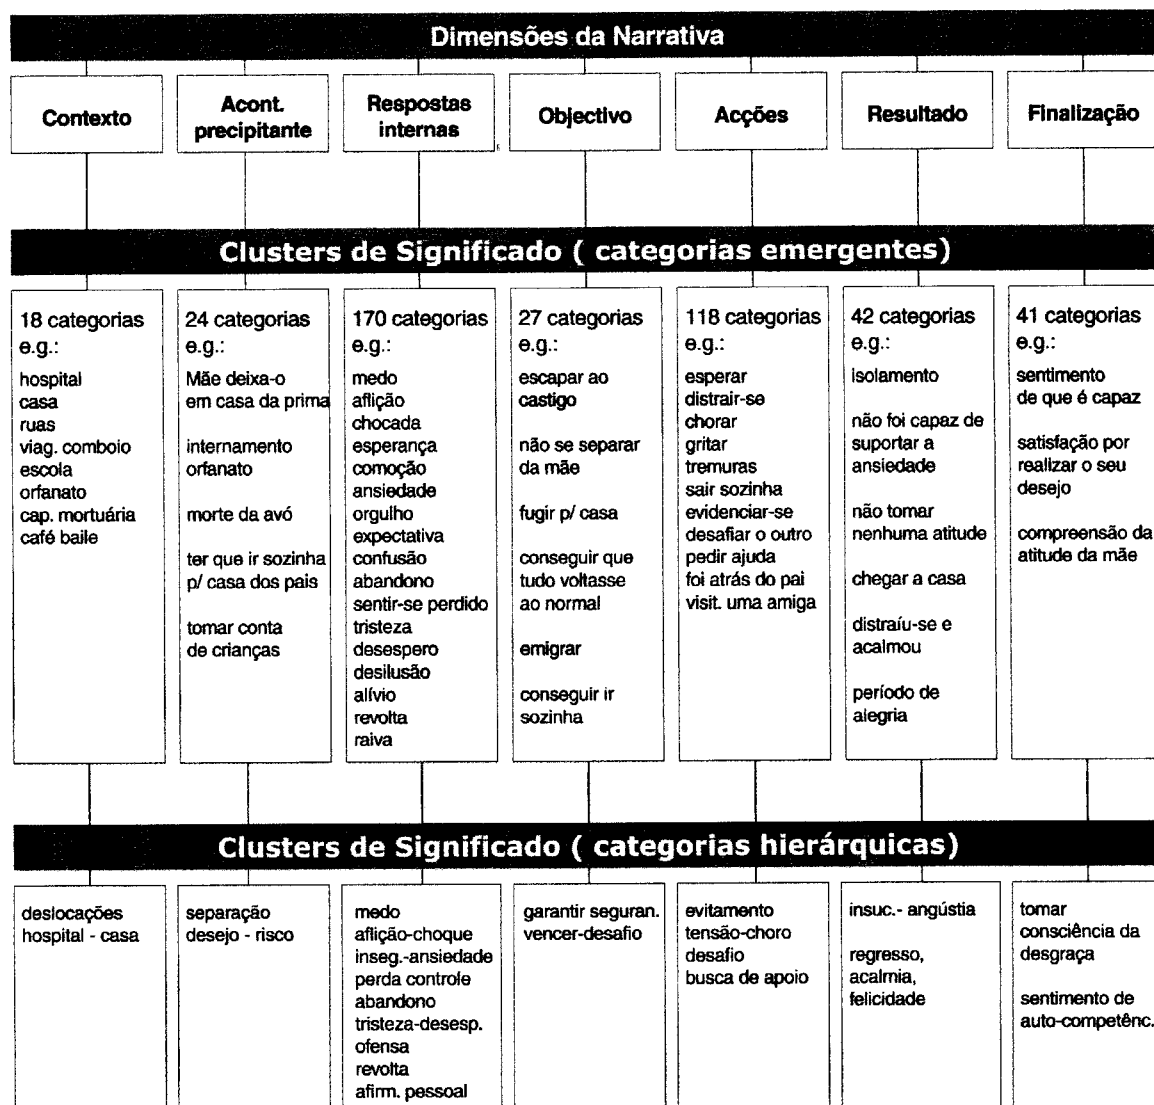 Dimensões da Narrativa
Contexto
Acont.
precipitante
Respostas
internas
Objectivo
Acções
Resultado
Finalização
Clusters de Significado ( categorias emergentes)
18 categorias
e.g.:
hospital
casa
ruas
viag. comboio
escola
orfanato
cap. mortuária
café baile
24 categorias
e.g.:
Mãe deixa-o
em casa da prima
internamento
orfanato
morte da avó
ter que ir sozinha
p/ casa dos pais
tomar conta
de crianças
170 categorias
e.g.:
medo
aflição
chocada
esperança
comoção
ansiedade
orgulho
expectativa
confusão
abandono
sentir-se perdido
tristeza
desespero
desilusão
alívio
revolta
raiva
27 categorias
e.g.:
escapar ao
castigo
não se separar
da mãe
fugir p/ casa
conseguir que
tudo voltasse
ao normal
emigrar
conseguir ir
sozinha
118 categorias
e.g.:
esperar
distrair-se
chorar
gritar
tremuras
sair sozinha
evidenciar-se
desafiar o outro
pedir ajuda
foi atrás do pai
visit. uma amiga
42 categorias
e.g.:
isolamento
não foi capaz de
suportar a
ansiedade
não tomar
nenhuma atitude
chegar a casa
distraíu-se e
acalmou
período de
alegria
41 categorias
e.g.:
sentimento
de que é capaz
satisfação por
realizar o seu
desejo
compreensão da
atitude da mãe
Clusters de Significado ( categorias hierárquicas)
deslocações
hospital - casa
separação
desejo - risco
medo
aflição-choque
inseg.-ansiedade
perda controle
abandono
tristeza-desesp.
ofensa
revolta
afirm. pessoal
garantir seguran.
vencer-desafio
evitamento
tensão-choro
desafio
busca de apoio
insuc.- angústia
regresso,
acalmia,
felicidade
tomar
consciência da
desgraça
sentimento de
auto-competênc.